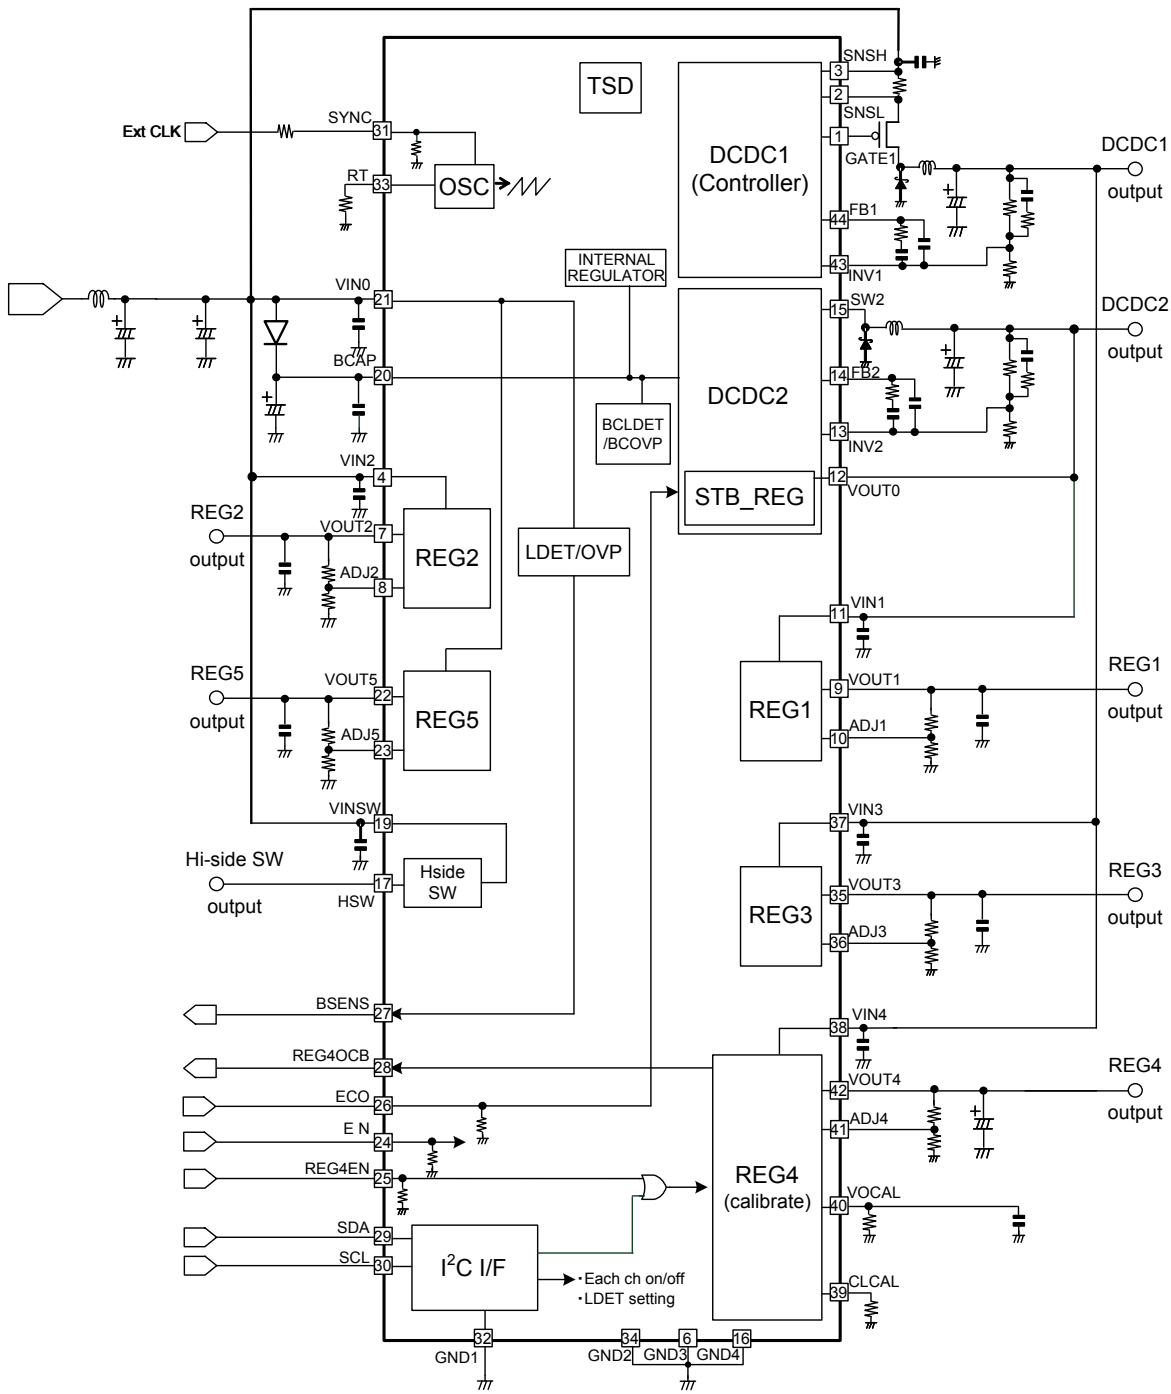 SNSH
3
TSD
2
SNSL
SYNC
Ext CLK
31
1
DCDC1
GATE1
DCDC1
(Controller)
RT
33
OSC
output
FB1
44
INTERNAL
REGULATOR
43
INV1
VIN0
21
SW2
DCDC2
15
output
BCAP
20
14
FB2
DCDC2
BCLDET
/BCOVP
13
INV2
VIN2
4
12
VOUT0
STB_REG
REG2
VOUT2
7
output
REG2
LDET/OVP
ADJ2
8
VIN1
11
REG5
VOUT5
22
output
REG5
ADJ5
23
REG1
VOUT1
9
REG1
output
ADJ1
10
VINSW
19
VIN3
37
Hi-side SW
Hside
SW
17
output
HSW
REG3
VOUT3
35
REG3
output
ADJ3
36
BSENS
27
VIN4
38
REG4OCB
28
REG4
VOUT4
42
output
ECO
26
ADJ4
41
E N
24
REG4EN
25
REG4
(calibrate)
VOCAL
40
SDA
29
SCL
30
I²C I/F
・Each ch on/off
・LDET setting
CLCAL
39
32
34
6
16
GND1
GND2
GND3
GND4